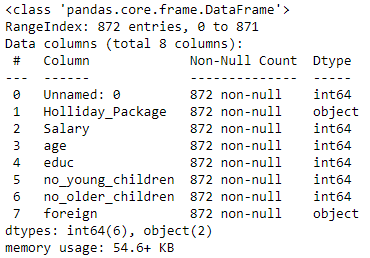 <class 'pandas.core.frame.DataFrame'>
RangeIndex: 872 entries, 0 to 871
Data columns (total 8 columns):
 #   Column             Non-Null Count  Dtype
---  ------             --------------  -----
 0   Unnamed: 0         872 non-null    int64
 1   Holliday_Package   872 non-null    object
 2   Salary             872 non-null    int64
 3   age                872 non-null    int64
 4   educ               872 non-null    int64
 5   no_young_children  872 non-null    int64
 6   no_older_children  872 non-null    int64
 7   foreign            872 non-null    object
dtypes: int64(6), object(2)
memory usage: 54.6+ KB